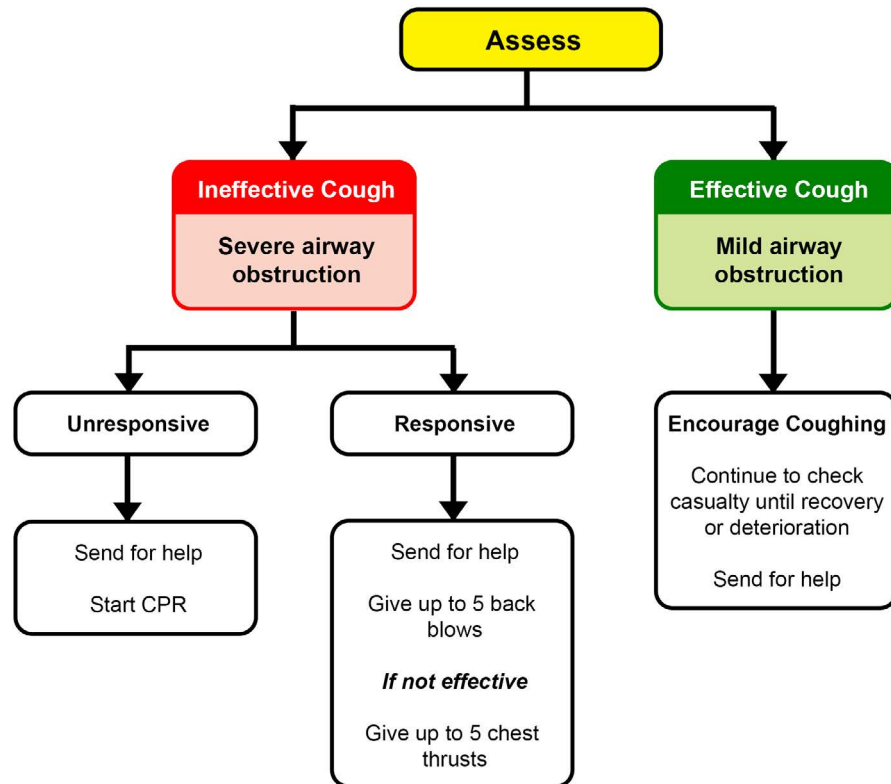 Assess
Ineffective Cough
Severe airway
obstruction
Effective Cough
Mild airway
obstruction
Unresponsive
Send for help
Start CPR
Responsive
Send for help
Give up to 5 back
blows
If not effective
Give up to 5 chest
thrusts
Encourage Coughing
Continue to check
casualty until recovery
or deterioration
Send for help